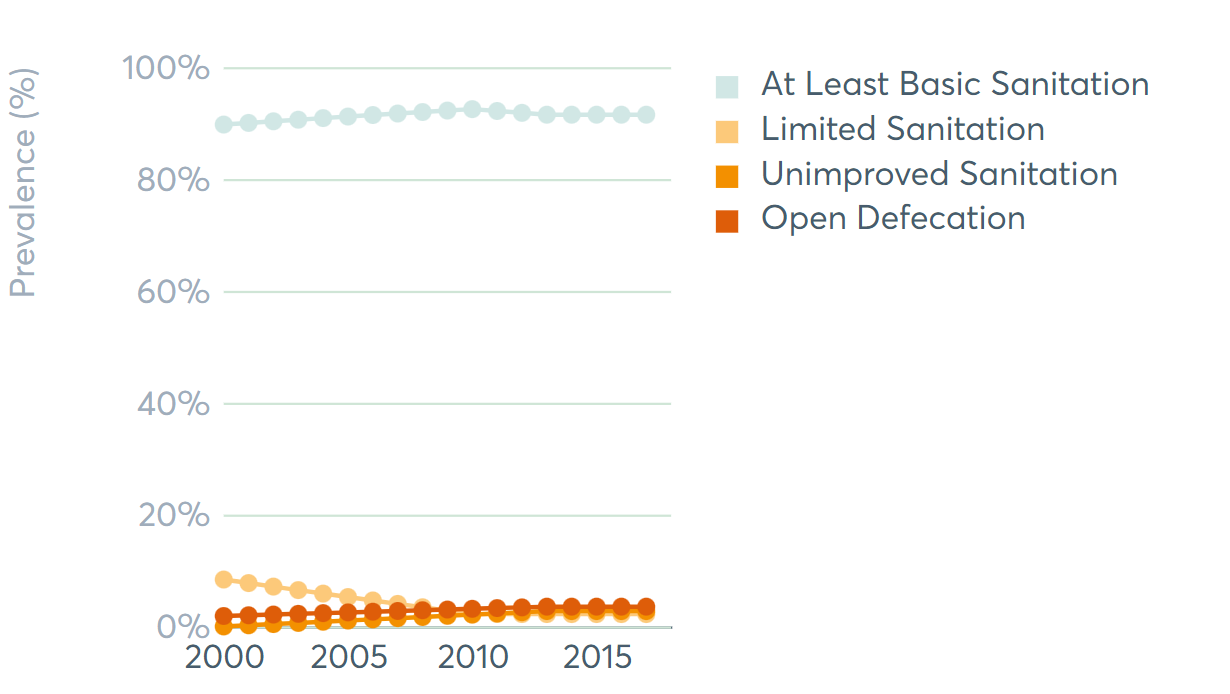 Prevalence (%)
100%
80%
60%
40%
20%
0%
2000 2005 2010 2015
At Least Basic Sanitation
Limited Sanitation
Unimproved Sanitation
Open Defecation